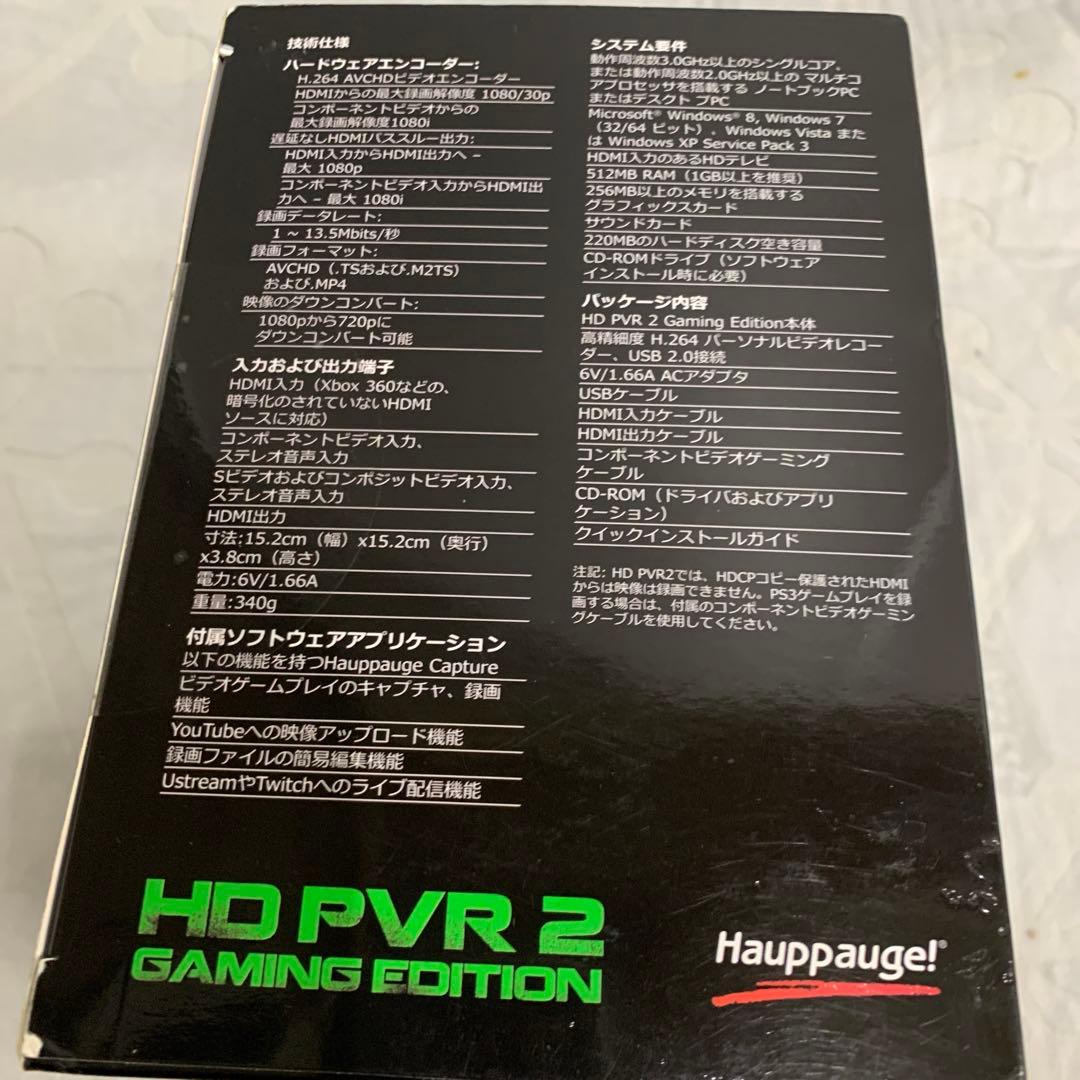 技術仕様
ハードウェアエンコーダー:
H.264 AVCHDビデオエンコーダー
HDMIからの最大録画解像度 1080/30p
コンポーネントビデオからの
最大録画解像度1080i
遅延なしHDMIパススルー出力:
HDMI入力からHDMI出力へ –
最大 1080p
コンポーネントビデオ入力からHDMI出
力へ – 最大 1080i
録画データレート:
1 ~ 13.5Mbits/秒
録画フォーマット:
AVCHD（.TSおよび.M2TS）
および.MP4
映像のダウンコンバート:
1080pから720pに
ダウンコンバート可能
入力および出力端子
HDMI入力（Xbox 360などの、
暗号化のされていないHDMI
ソースに対応）
コンポーネントビデオ入力、
ステレオ音声入力
Sビデオおよびコンポジットビデオ入力、
ステレオ音声入力
HDMI出力
寸法:15.2cm（幅）x15.2cm（奥行）
x3.8cm（高さ）
電力:6V/1.66A
重量:340g
付属ソフトウェアアプリケーション
以下の機能を持つHauppauge Capture
ビデオゲームプレイのキャプチャ、録画
機能
YouTubeへの映像アップロード機能
録画ファイルの簡易編集機能
UstreamやTwitchへのライブ配信機能
システム要件
動作周波数3.0GHz以上のシングルコア、
または動作周波数2.0GHz以上の マルチコ
アプロセッサを搭載する ノートブックPC
またはデスクト プPC
Microsoft® Windows® 8, Windows 7
（32/64 ビット）, Windows Vista また
は Windows XP Service Pack 3
HDMI入力のあるHDテレビ
512MB RAM（1GB以上を推奨）
256MB以上のメモリを搭載する
グラフィックスカード
サウンドカード
220MBのハードディスク空き容量
CD-ROMドライブ（ソフトウェア
インストール時に必要）
パッケージ内容
HD PVR 2 Gaming Edition本体
高精細度 H.264 パーソナルビデオレコー
ダー、USB 2.0接続
6V/1.66A ACアダプタ
USBケーブル
HDMI入力ケーブル
HDMI出力ケーブル
コンポーネントビデオゲーミング
ケーブル
CD-ROM（ドライバおよびアプリ
ケーション）
クイックインストールガイド
注記: HD PVR2では、HDCPコピー保護されたHDMI
からは映像は録画できません。PS3ゲームプレイを録
画する場合は、付属のコンポーネントビデオゲーミン
グケーブルを使用してください。
HD PVR 2
GAMING EDITION
Hauppauge!®